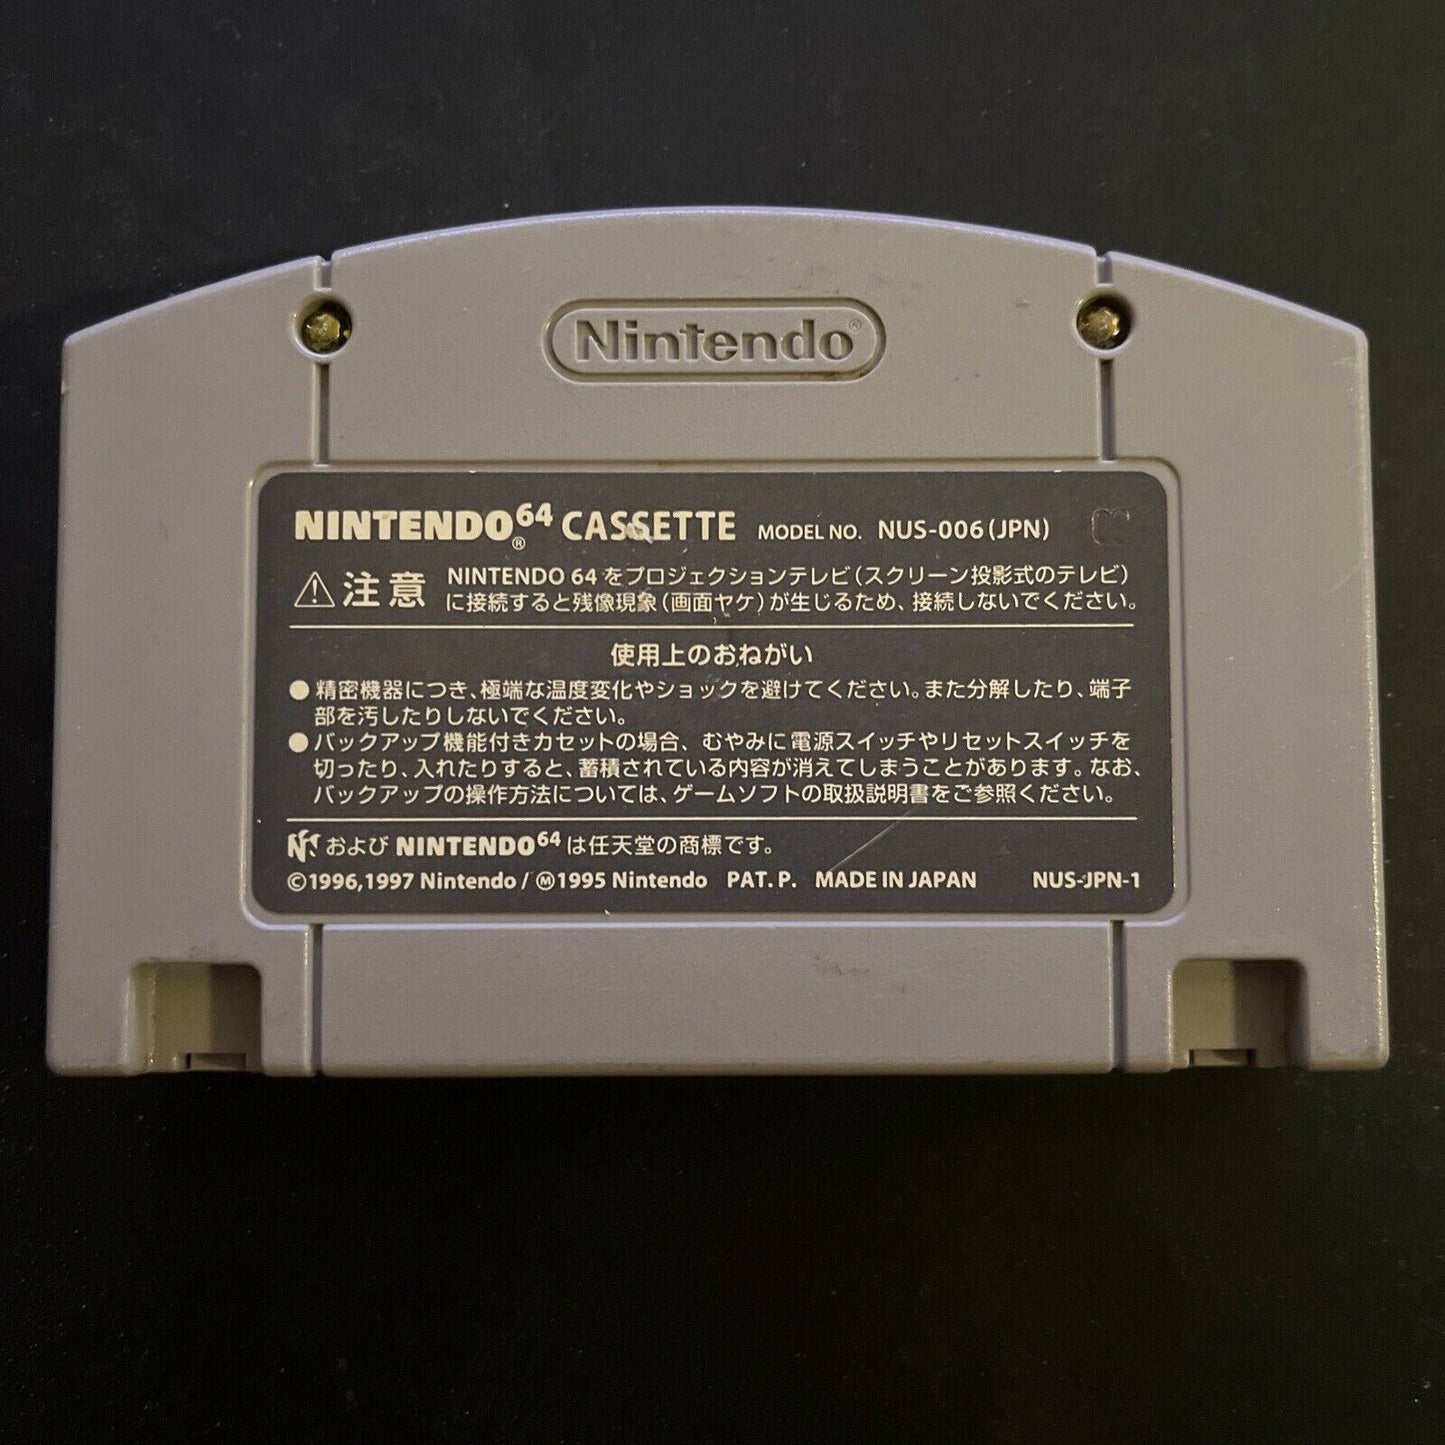 Nintendo®
NINTENDO®64 CASSETTE MODEL NO. NUS-006(JPN)
⚠注意 NINTENDO 64をプロジェクションテレビ(スクリーン投影式のテレビ)
に接続すると残像現象(画面ヤケ)が生じるため、接続しないでください。
使用上のおねがい
●精密機器につき、極端な温度変化やショックを避けてください。また分解したり、端子
部を汚したりしないでください。
●バックアップ機能付きカセットの場合、むやみに電源スイッチやリセットスイッチを
切ったり、入れたりすると、蓄積されている内容が消えてしまうことがあります。なお、
バックアップの操作方法については、ゲームソフトの取扱説明書をご参照ください。
および NINTENDO64は任天堂の商標です。
©1996,1997 Nintendo/Ⓜ1995 Nintendo PAT.P. MADE IN JAPAN NUS-JPN-1